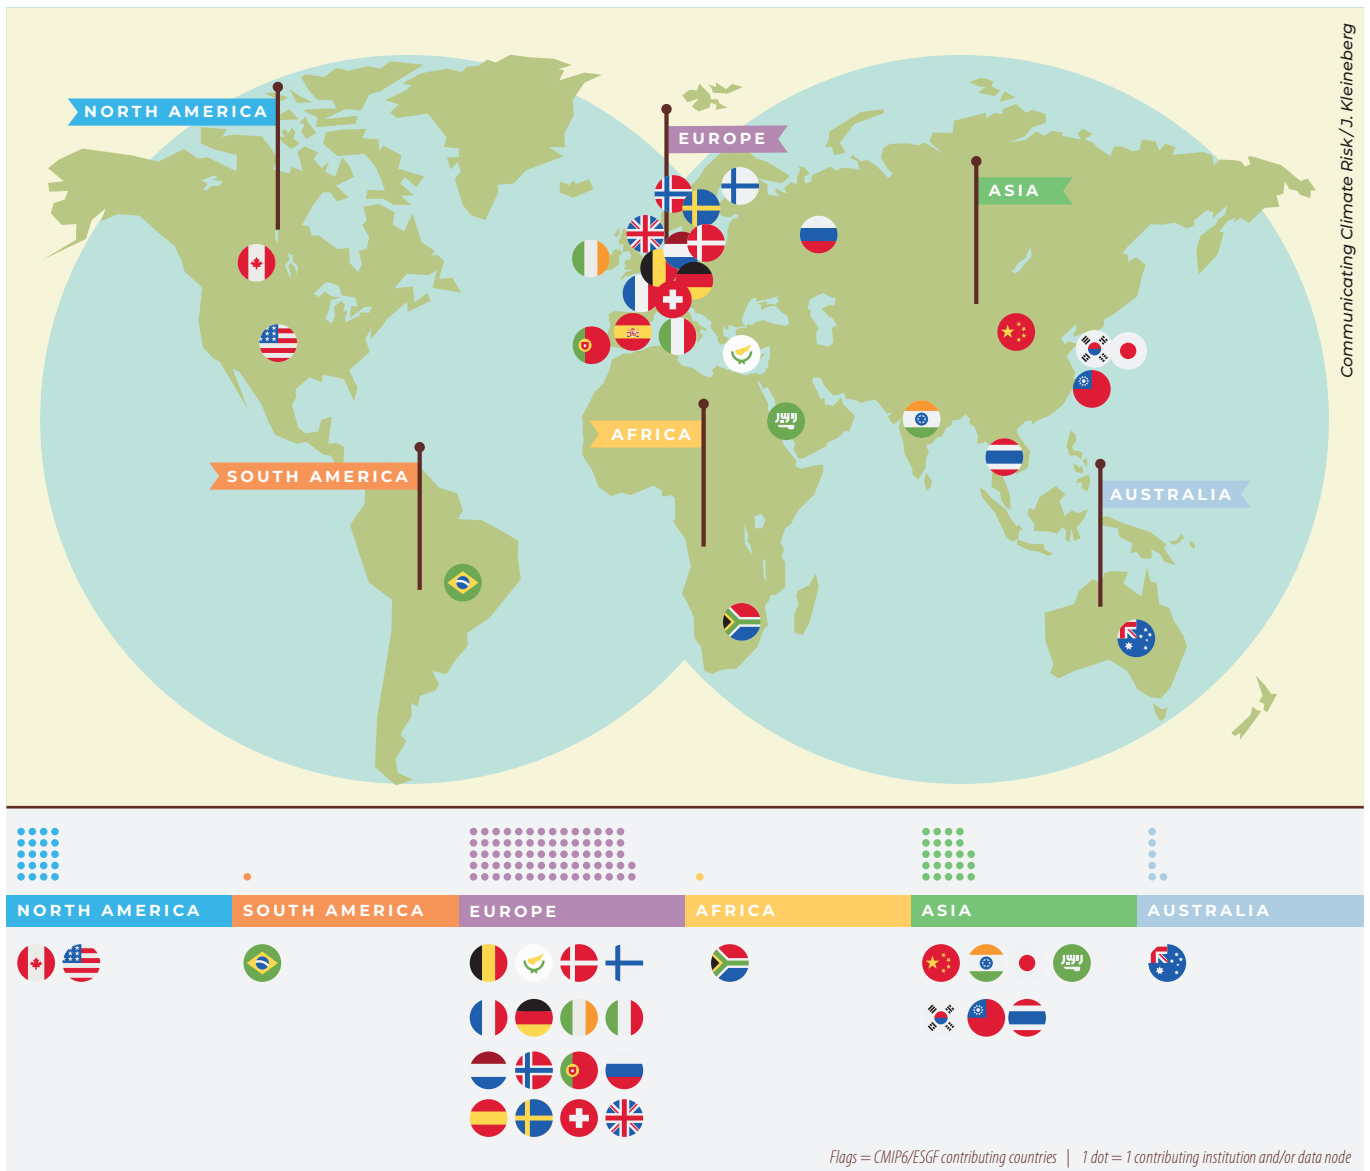 Communicating Climate Risk / J. Kleineberg
NORTH AMERICA
EUROPE
ASIA
AFRICA
SOUTH AMERICA
AUSTRALIA
NORTH AMERICA
SOUTH AMERICA
EUROPE
AFRICA
ASIA
AUSTRALIA
Flags = CMIP6/ESGF contributing countries | 1 dot = 1 contributing institution and/or data node